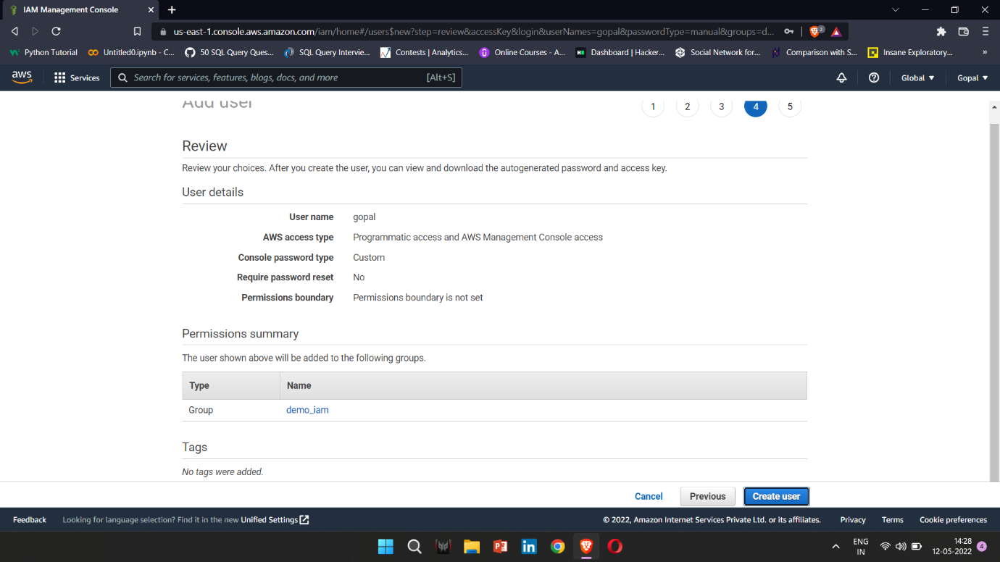 IAM Management Console
us-east-1.console.aws.amazon.com/iam/home#/users$new?step=review&accessKey&login&userNames=gopal&passwordType=manual&groups=d...
2
Python Tutorial
Untitled0.ipynb - C...
50 SQL Query Ques...
SQL Query Intervie...
Contests | Analytics...
Online Courses - A...
Dashboard | Hacker...
Social Network for...
Comparison with S...
Insane Exploratory...
»
aws
Services
Search for services, features, blogs, docs, and more
[Alt+S]
Global
Gopal
Add user
1 2 3 4 5
Review
Review your choices. After you create the user, you can view and download the autogenerated password and access key.
User details
User name gopal
AWS access type Programmatic access and AWS Management Console access
Console password type Custom
Require password reset No
Permissions boundary Permissions boundary is not set
Permissions summary
The user shown above will be added to the following groups.
Type Name
Group demo_iam
Tags
No tags were added.
Cancel Previous Create user
Feedback Looking for language selection? Find it in the new Unified Settings © 2022, Amazon Internet Services Private Ltd. or its affiliates. Privacy Terms Cookie preferences
ENG
IN
14:28
12-05-2022
4